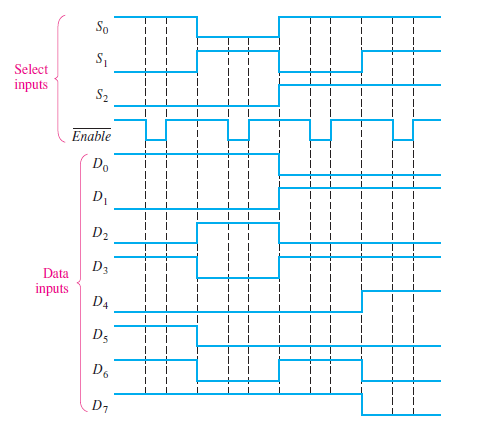 S0
S1
Select
inputs
S2
Enable
D0
D1
D2
D3
Data
inputs
D4
D5
D6
D7